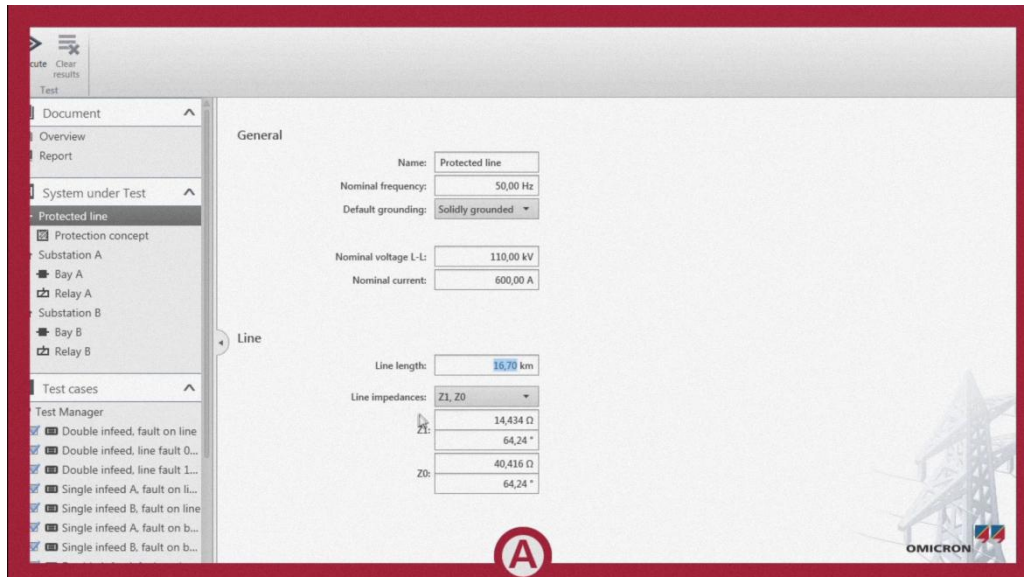 cute Clear
results
Test
Document
Overview
Report
System under Test
Protected line
Protection concept
Substation A
Bay A
Relay A
Substation B
Bay B
Relay B
Test cases
Test Manager
Double infeed, fault on line
Double infeed, line fault 0...
Double infeed, line fault 1...
Single infeed A, fault on li...
Single infeed B, fault on line
Single infeed A, fault on b...
Single infeed B, fault on b...
General
Name: Protected line
Nominal frequency: 50,00 Hz
Default grounding: Solidly grounded
Nominal voltage L-L: 110,00 kV
Nominal current: 600,00 A
Line
Line length: 16,70 km
Line impedances: Z1, Z0
Z1: 14,434 Ω
64,24 °
Z0: 40,416 Ω
64,24 °
A
OMICRON